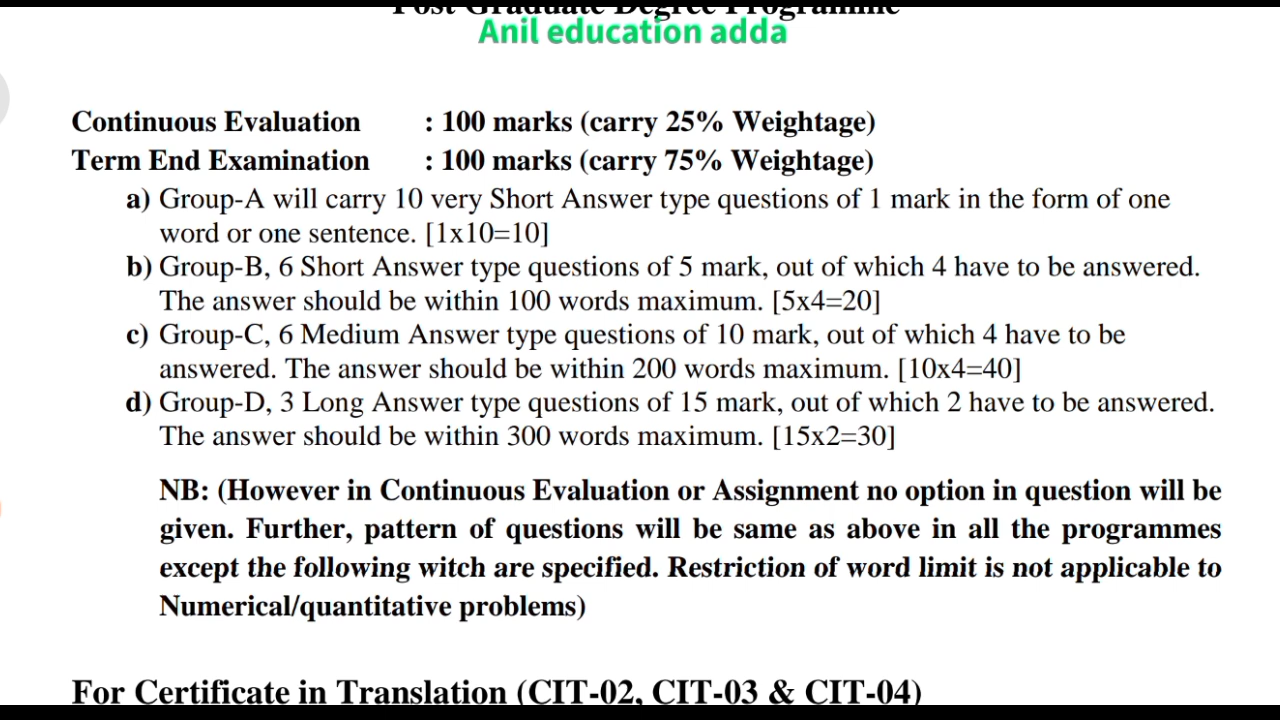 Post Graduate Degree Programme
Anil education adda
Continuous Evaluation : 100 marks (carry 25% Weightage)
Term End Examination : 100 marks (carry 75% Weightage)
a) Group-A will carry 10 very Short Answer type questions of 1 mark in the form of one
word or one sentence. [1x10=10]
b) Group-B, 6 Short Answer type questions of 5 mark, out of which 4 have to be answered.
The answer should be within 100 words maximum. [5x4=20]
c) Group-C, 6 Medium Answer type questions of 10 mark, out of which 4 have to be
answered. The answer should be within 200 words maximum. [10x4=40]
d) Group-D, 3 Long Answer type questions of 15 mark, out of which 2 have to be answered.
The answer should be within 300 words maximum. [15x2=30]
NB: (However in Continuous Evaluation or Assignment no option in question will be
given. Further, pattern of questions will be same as above in all the programmes
except the following witch are specified. Restriction of word limit is not applicable to
Numerical/quantitative problems)
For Certificate in Translation (CIT-02, CIT-03 & CIT-04)